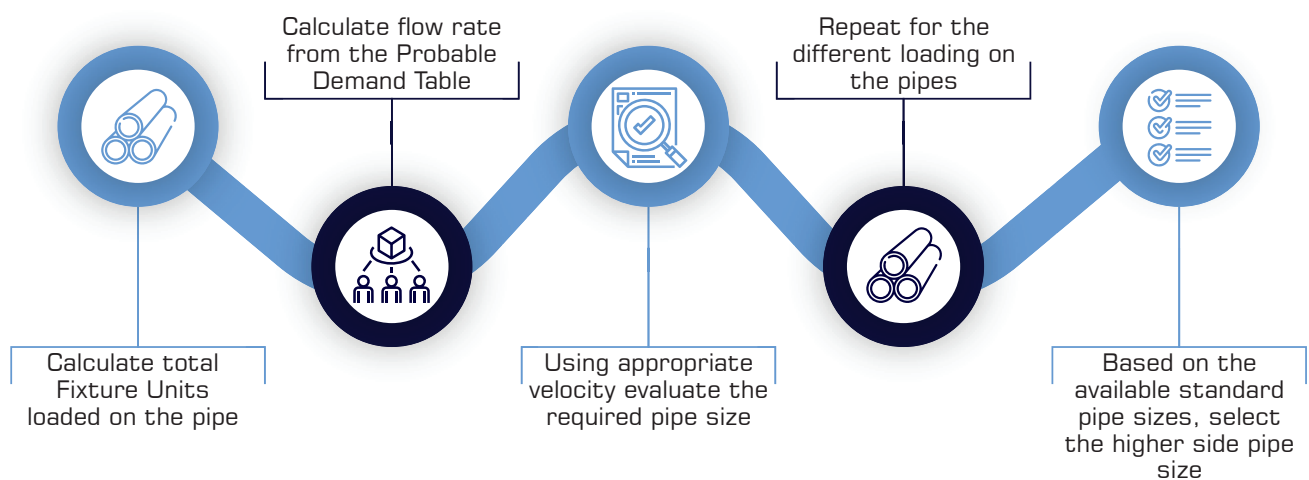 Calculate total
Fixture Units
loaded on the pipe
Calculate flow rate
from the Probable
Demand Table
Using appropriate
velocity evaluate the
required pipe size
Repeat for the
different loading on
the pipes
Based on the
available standard
pipe sizes, select
the higher side pipe
size